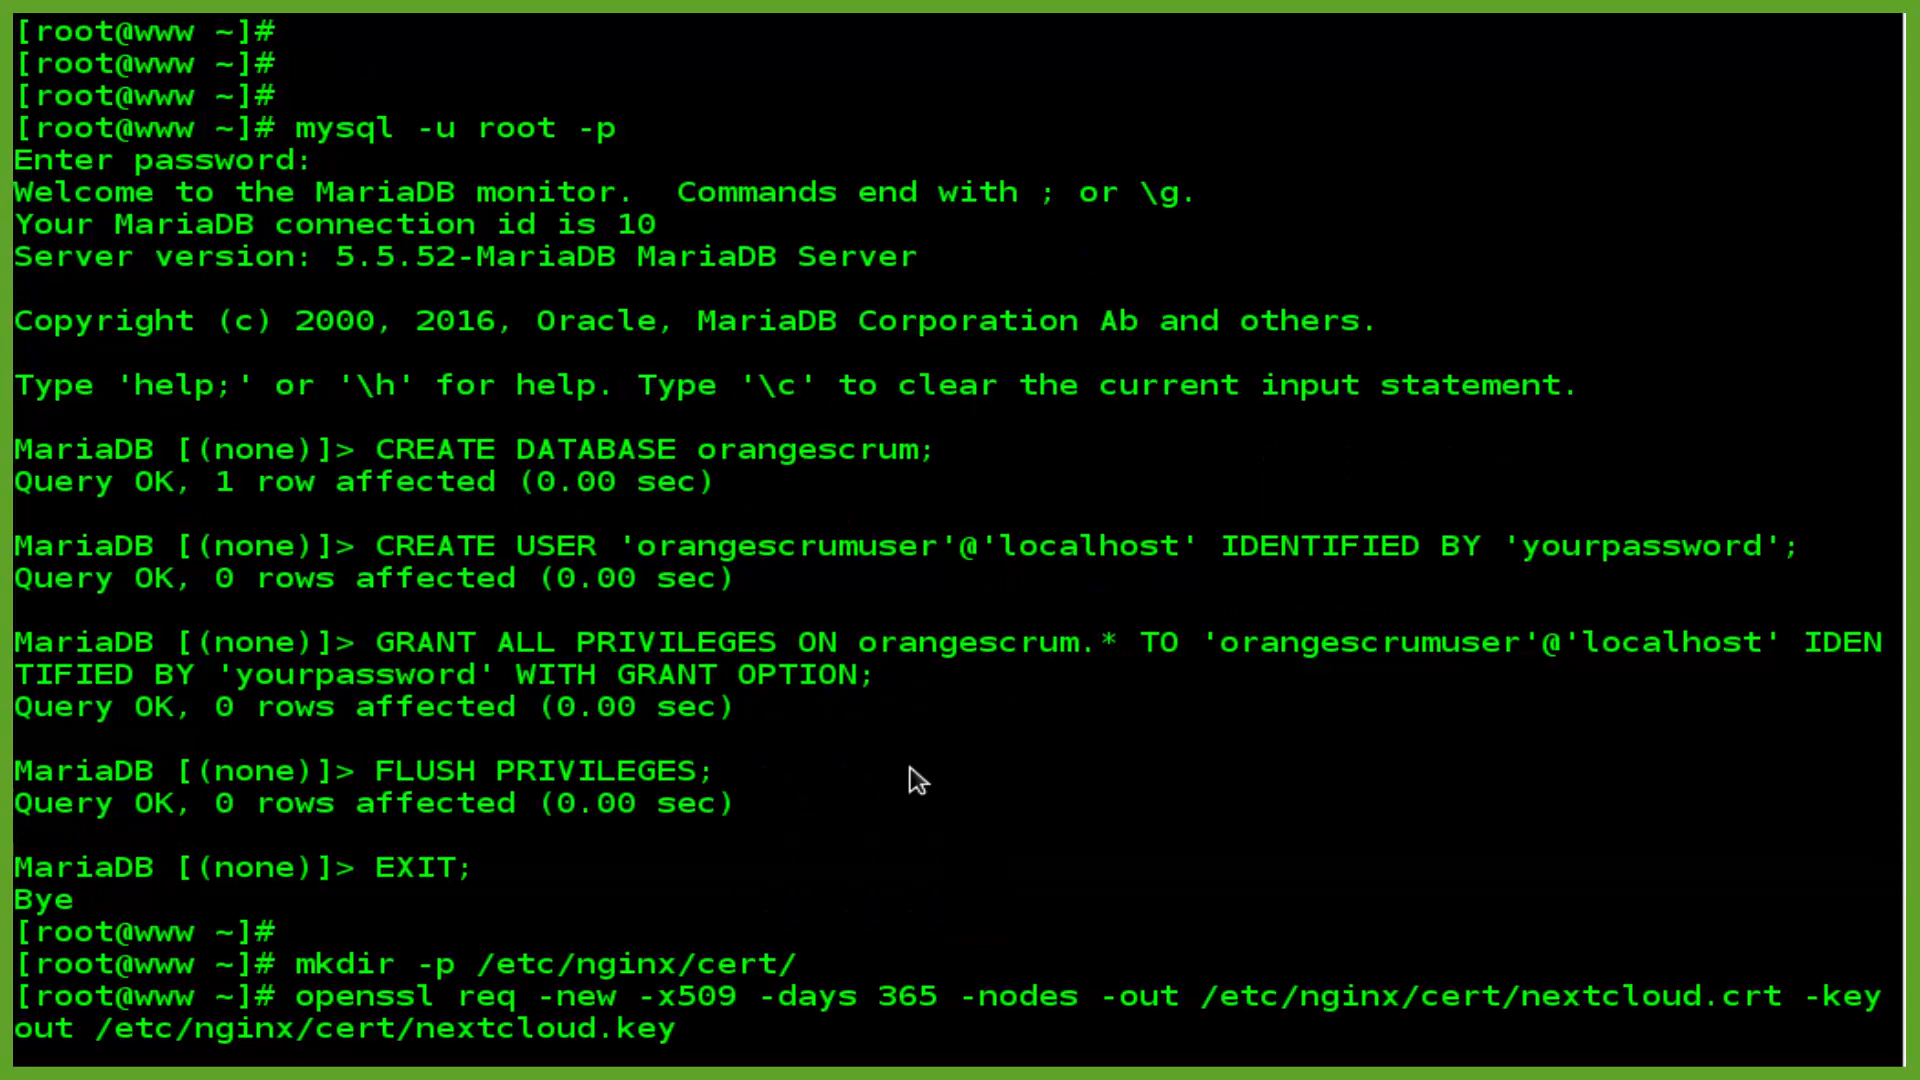 [root@www ~]#
[root@www ~]#
[root@www ~]#
[root@www ~]# mysql -u root -p
Enter password:
Welcome to the MariaDB monitor.  Commands end with ; or \g.
Your MariaDB connection id is 10
Server version: 5.5.52-MariaDB MariaDB Server
Copyright (c) 2000, 2016, Oracle, MariaDB Corporation Ab and others.
Type 'help;' or '\h' for help. Type '\c' to clear the current input statement.
MariaDB [(none)]> CREATE DATABASE orangescrum;
Query OK, 1 row affected (0.00 sec)
MariaDB [(none)]> CREATE USER 'orangescrumuser'@'localhost' IDENTIFIED BY 'yourpassword';
Query OK, 0 rows affected (0.00 sec)
MariaDB [(none)]> GRANT ALL PRIVILEGES ON orangescrum.* TO 'orangescrumuser'@'localhost' IDEN
TIFIED BY 'yourpassword' WITH GRANT OPTION;
Query OK, 0 rows affected (0.00 sec)
MariaDB [(none)]> FLUSH PRIVILEGES;
Query OK, 0 rows affected (0.00 sec)
MariaDB [(none)]> EXIT;
Bye
[root@www ~]#
[root@www ~]# mkdir -p /etc/nginx/cert/
[root@www ~]# openssl req -new -x509 -days 365 -nodes -out /etc/nginx/cert/nextcloud.crt -key
out /etc/nginx/cert/nextcloud.key